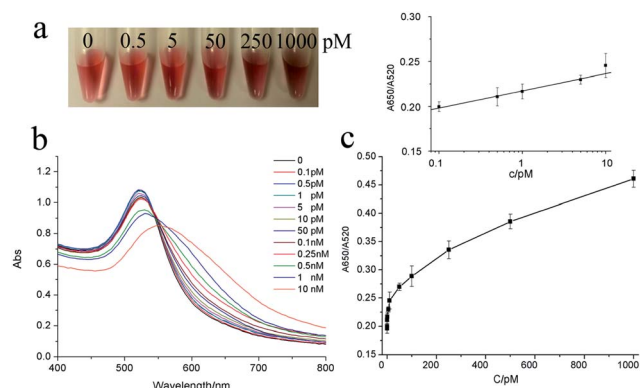 a
0 0.5 5 50 250 1000 pM
A650/A520
0.30
0.25
0.20
0.15
0.1 1 10
c/pM
b
Abs
1.2
1.0
0.8
0.6
0.4
0.2
0.0
400 500 600 700 800
Wavelength/nm
0
0.1pM
0.5pM
1 pM
5 pM
10 pM
50 pM
0.1nM
0.25nM
0.5nM
1 nM
10 nM
c
A650/A520
0.50
0.45
0.40
0.35
0.30
0.25
0.20
0.15
0 200 400 600 800 1000
C/pM